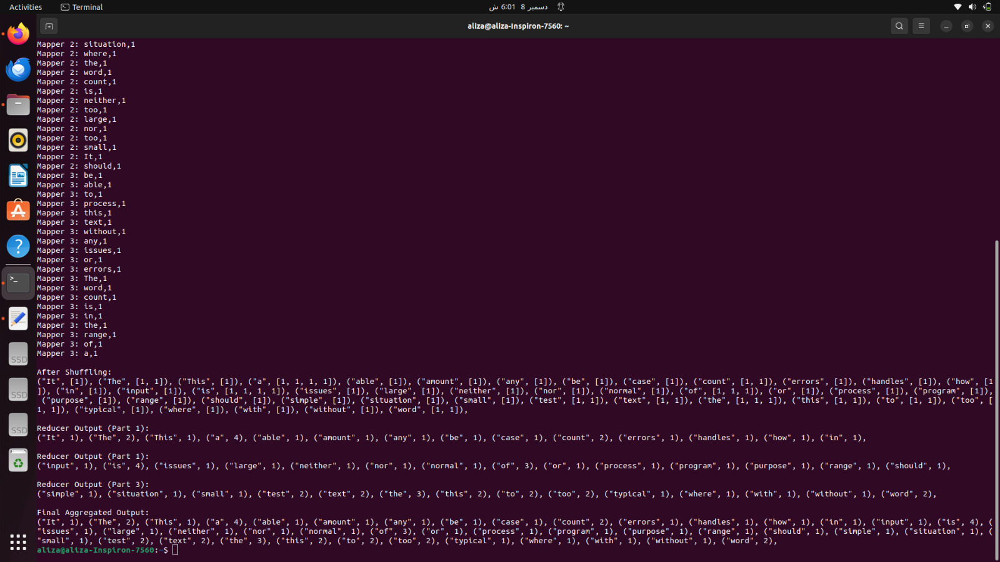 Activities
Terminal
دسمبر 8  6:01 ش
aliza@aliza-Inspiron-7560: ~
Mapper 2: situation,1
Mapper 2: where,1
Mapper 2: the,1
Mapper 2: word,1
Mapper 2: count,1
Mapper 2: is,1
Mapper 2: neither,1
Mapper 2: too,1
Mapper 2: large,1
Mapper 2: nor,1
Mapper 2: too,1
Mapper 2: small,1
Mapper 2: It,1
Mapper 2: should,1
Mapper 3: be,1
Mapper 3: able,1
Mapper 3: to,1
Mapper 3: process,1
Mapper 3: this,1
Mapper 3: text,1
Mapper 3: without,1
Mapper 3: any,1
Mapper 3: issues,1
Mapper 3: or,1
Mapper 3: errors,1
Mapper 3: The,1
Mapper 3: word,1
Mapper 3: count,1
Mapper 3: is,1
Mapper 3: in,1
Mapper 3: the,1
Mapper 3: range,1
Mapper 3: of,1
Mapper 3: a,1
After Shuffling:
("It", [1]), ("The", [1, 1]), ("This", [1]), ("a", [1, 1, 1, 1]), ("able", [1]), ("amount", [1]), ("any", [1]), ("be", [1]), ("case", [1]), ("count", [1, 1]), ("errors", [1]), ("handles", [1]), ("how", [1
]), ("in", [1]), ("input", [1]), ("is", [1, 1, 1, 1]), ("issues", [1]), ("large", [1]), ("neither", [1]), ("nor", [1]), ("normal", [1]), ("of", [1, 1, 1]), ("or", [1]), ("process", [1]), ("program", [1]),
("purpose", [1]), ("range", [1]), ("should", [1]), ("simple", [1]), ("situation", [1]), ("small", [1]), ("test", [1, 1]), ("text", [1, 1]), ("the", [1, 1, 1]), ("this", [1, 1]), ("to", [1, 1]), ("too", [
1, 1]), ("typical", [1]), ("where", [1]), ("with", [1]), ("without", [1]), ("word", [1, 1]),
Reducer Output (Part 1):
("It", 1), ("The", 2), ("This", 1), ("a", 4), ("able", 1), ("amount", 1), ("any", 1), ("be", 1), ("case", 1), ("count", 2), ("errors", 1), ("handles", 1), ("how", 1), ("in", 1),
Reducer Output (Part 1):
("input", 1), ("is", 4), ("issues", 1), ("large", 1), ("neither", 1), ("nor", 1), ("normal", 1), ("of", 3), ("or", 1), ("process", 1), ("program", 1), ("purpose", 1), ("range", 1), ("should", 1),
Reducer Output (Part 3):
("simple", 1), ("situation", 1), ("small", 1), ("test", 2), ("text", 2), ("the", 3), ("this", 2), ("to", 2), ("too", 2), ("typical", 1), ("where", 1), ("with", 1), ("without", 1), ("word", 2),
Final Aggregated Output:
("It", 1), ("The", 2), ("This", 1), ("a", 4), ("able", 1), ("amount", 1), ("any", 1), ("be", 1), ("case", 1), ("count", 2), ("errors", 1), ("handles", 1), ("how", 1), ("in", 1), ("input", 1), ("is", 4), (
"issues", 1), ("large", 1), ("neither", 1), ("nor", 1), ("normal", 1), ("of", 3), ("or", 1), ("process", 1), ("program", 1), ("purpose", 1), ("range", 1), ("should", 1), ("simple", 1), ("situation", 1), (
"small", 1), ("test", 2), ("text", 2), ("the", 3), ("this", 2), ("to", 2), ("too", 2), ("typical", 1), ("where", 1), ("with", 1), ("without", 1), ("word", 2),
aliza@aliza-Inspiron-7560:~$
SSD
SSD
SSD